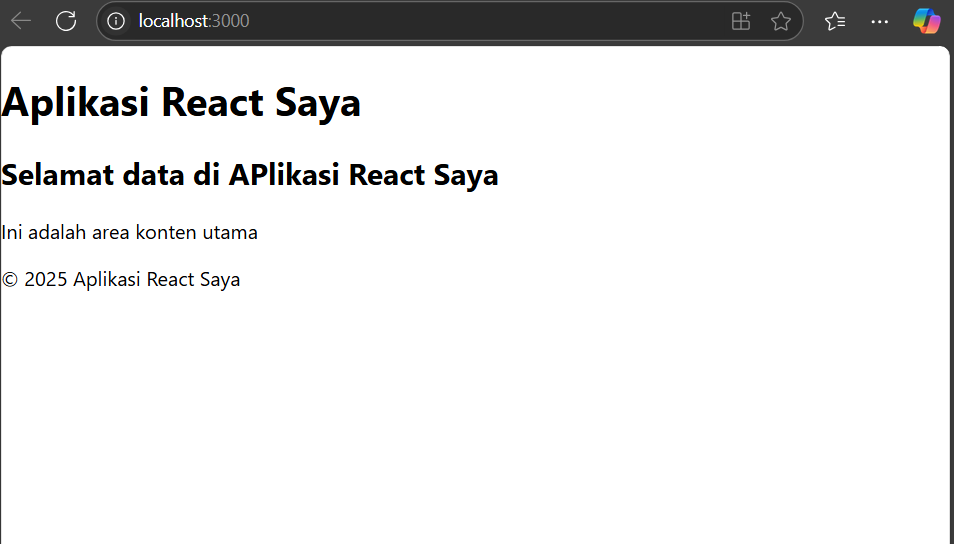 localhost:3000
Aplikasi React Saya
Selamat data di APlikasi React Saya
Ini adalah area konten utama
© 2025 Aplikasi React Saya